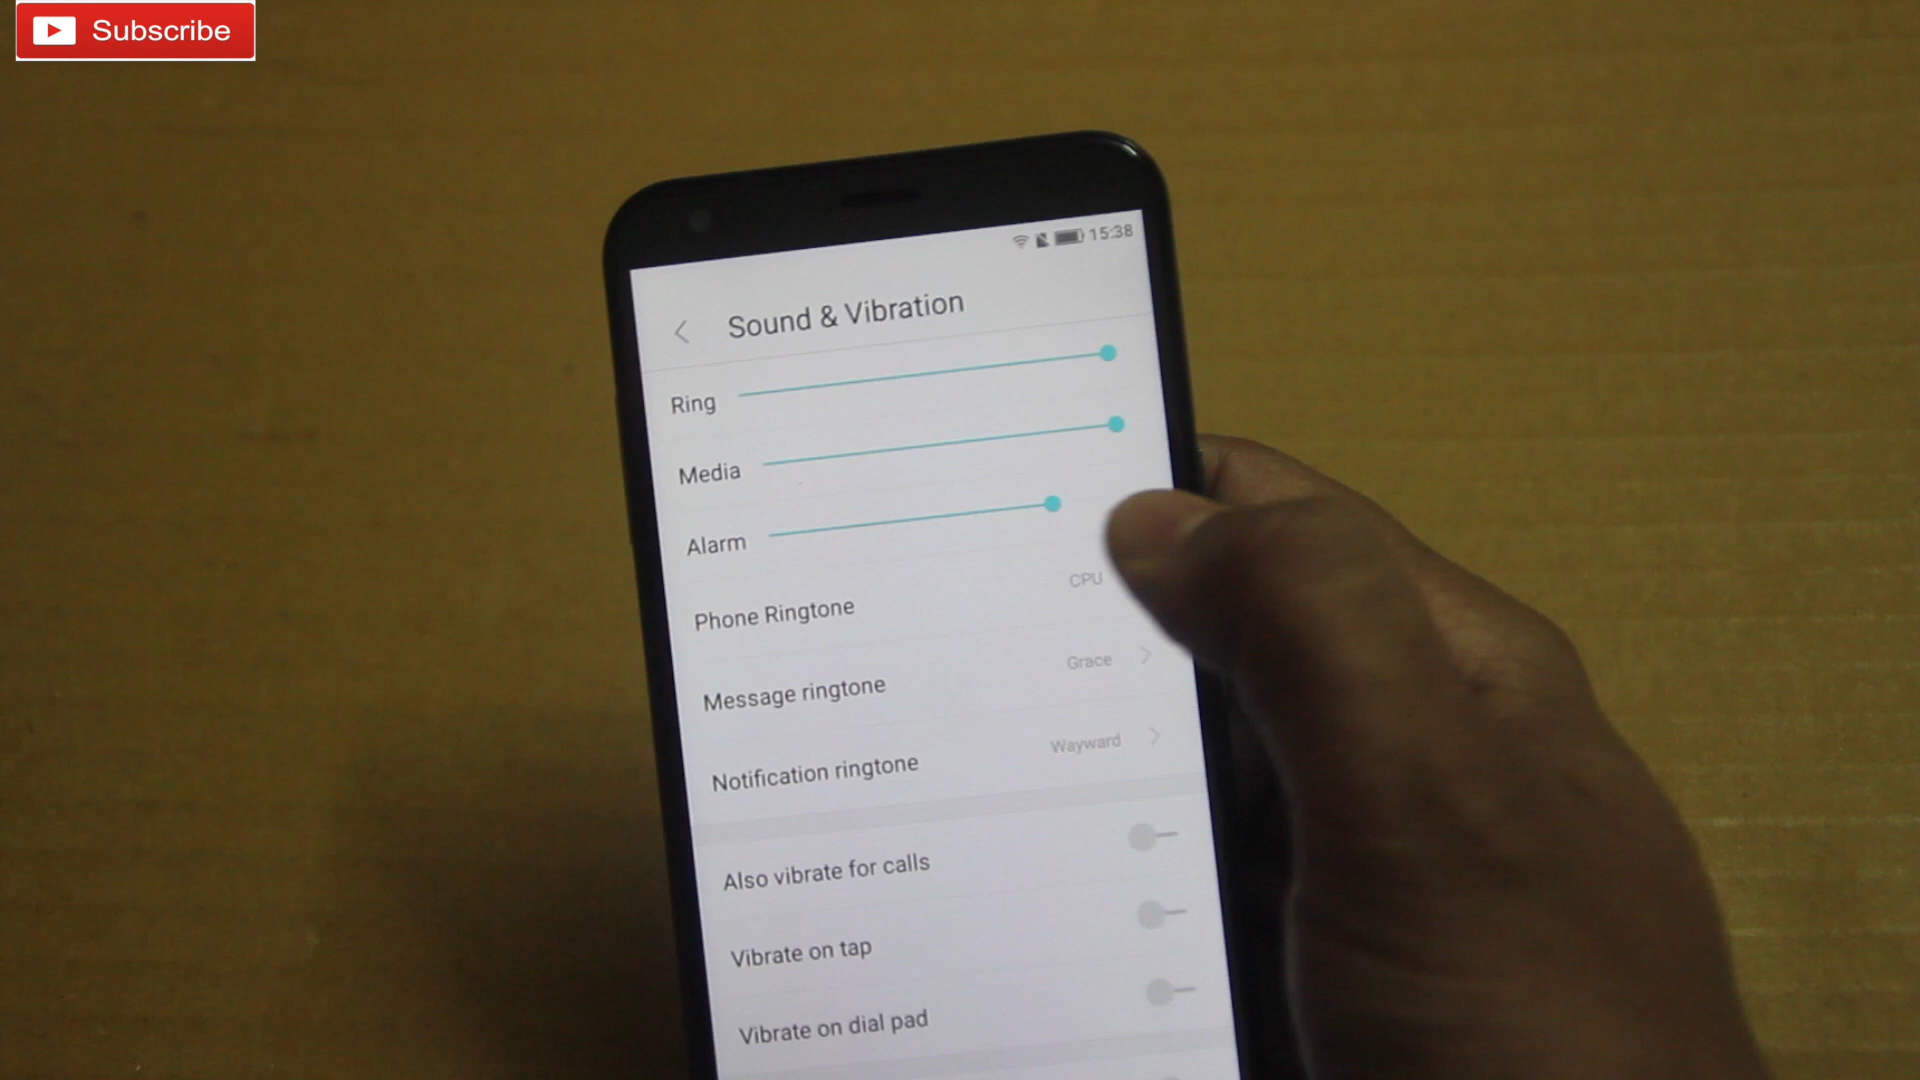 Subscribe
15:38
Sound & Vibration
Ring
Media
Alarm
Phone Ringtone CPU
Message ringtone Grace
Notification ringtone Wayward
Also vibrate for calls
Vibrate on tap
Vibrate on dial pad